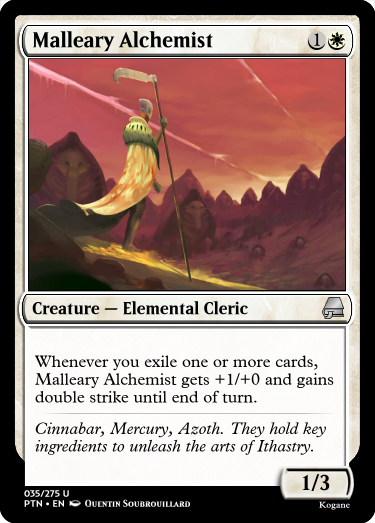 Malleary Alchemist 1
Creature — Elemental Cleric
Whenever you exile one or more cards,
Malleary Alchemist gets +1/+0 and gains
double strike until end of turn.
Cinnabar, Mercury, Azoth. They hold key
ingredients to unleash the arts of Ithastry.
1/3
035/275 U
PTN • EN Quentin Soubrouillard
Kogane